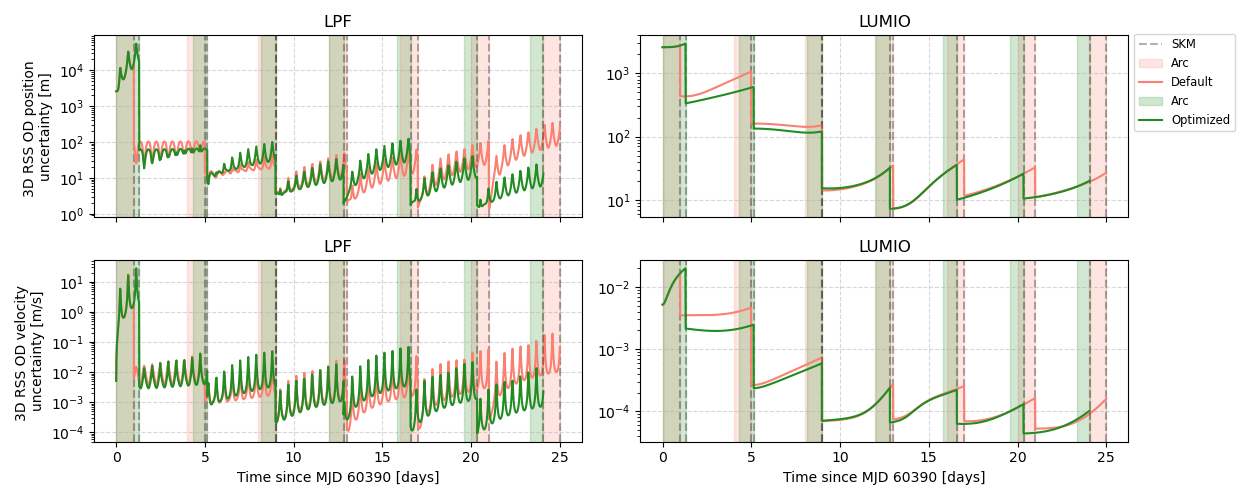 LPF
LUMIO
3D RSS OD position
uncertainty [m]
10⁴
10³
10²
10¹
10⁰
10³
10²
10¹
SKM
Arc
Default
Arc
Optimized
LPF
LUMIO
3D RSS OD velocity
uncertainty [m/s]
10¹
10⁰
10⁻¹
10⁻²
10⁻³
10⁻⁴
10⁻²
10⁻³
10⁻⁴
0 5 10 15 20 25
0 5 10 15 20 25
Time since MJD 60390 [days]
Time since MJD 60390 [days]